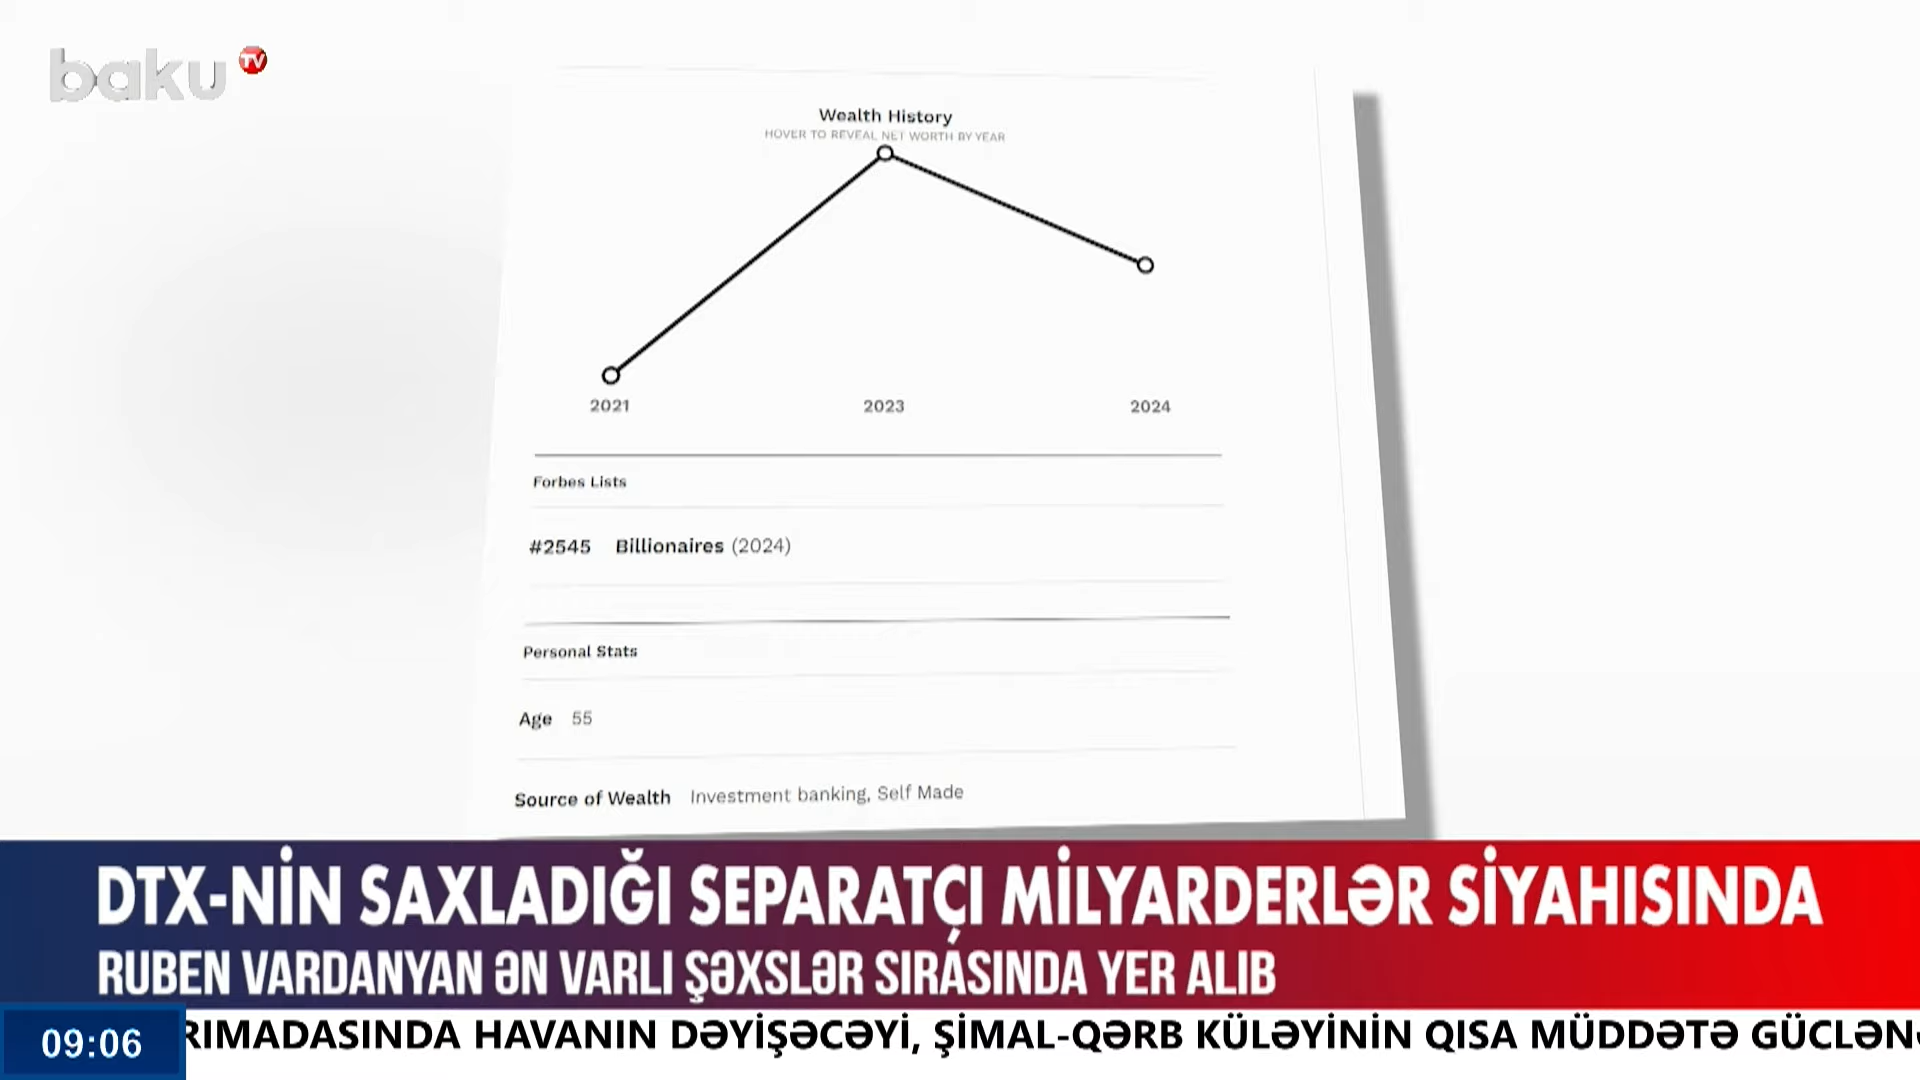 baku TV
Wealth History
HOVER TO REVEAL NET WORTH BY YEAR
2021 2023 2024
Forbes Lists
#2545 Billionaires (2024)
Personal Stats
Age 55
Source of Wealth Investment banking, Self Made
DTX-NİN SAXLADIĞI SEPARATÇI MİLYARDERLƏR SİYAHISINDA
RUBEN VARDANYAN ƏN VARLI ŞƏXSLƏR SIRASINDA YER ALIB
09:06 RIMADASINDA HAVANIN DƏYİŞƏCƏYİ, ŞİMAL-QƏRB KÜLƏYİNİN QISA MÜDDƏTƏ GÜCLƏN